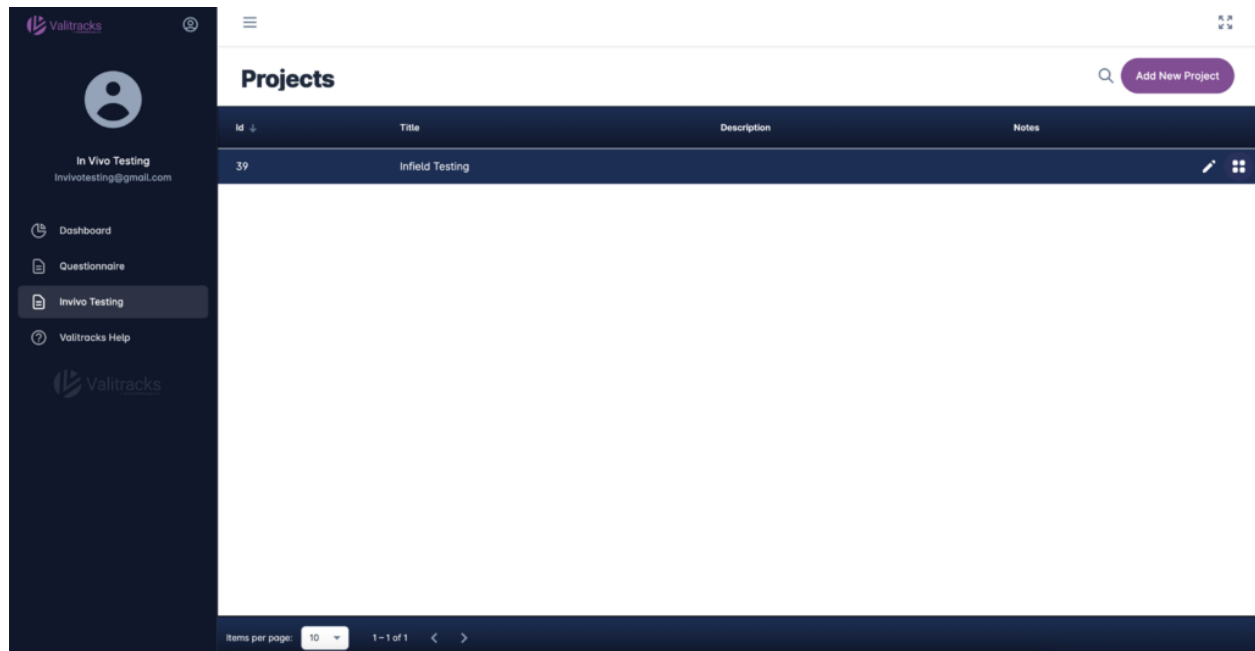 Valitracks
Projects
Add New Project
Id Title Description Notes
In Vivo Testing
Invivotesting@gmail.com
39 Infield Testing
Dashboard
Questionnaire
Invivo Testing
Valitracks Help
Valitracks
Items per page: 10 1 – 1 of 1